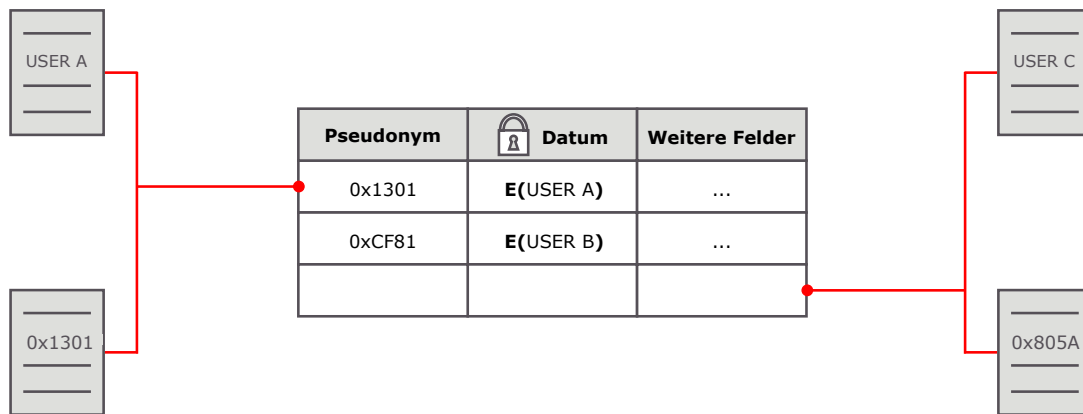 USER A
USER C
Pseudonym Datum Weitere Felder
0x1301 E(USER A) ...
0xCF81 E(USER B) ...
0x1301
0x805A